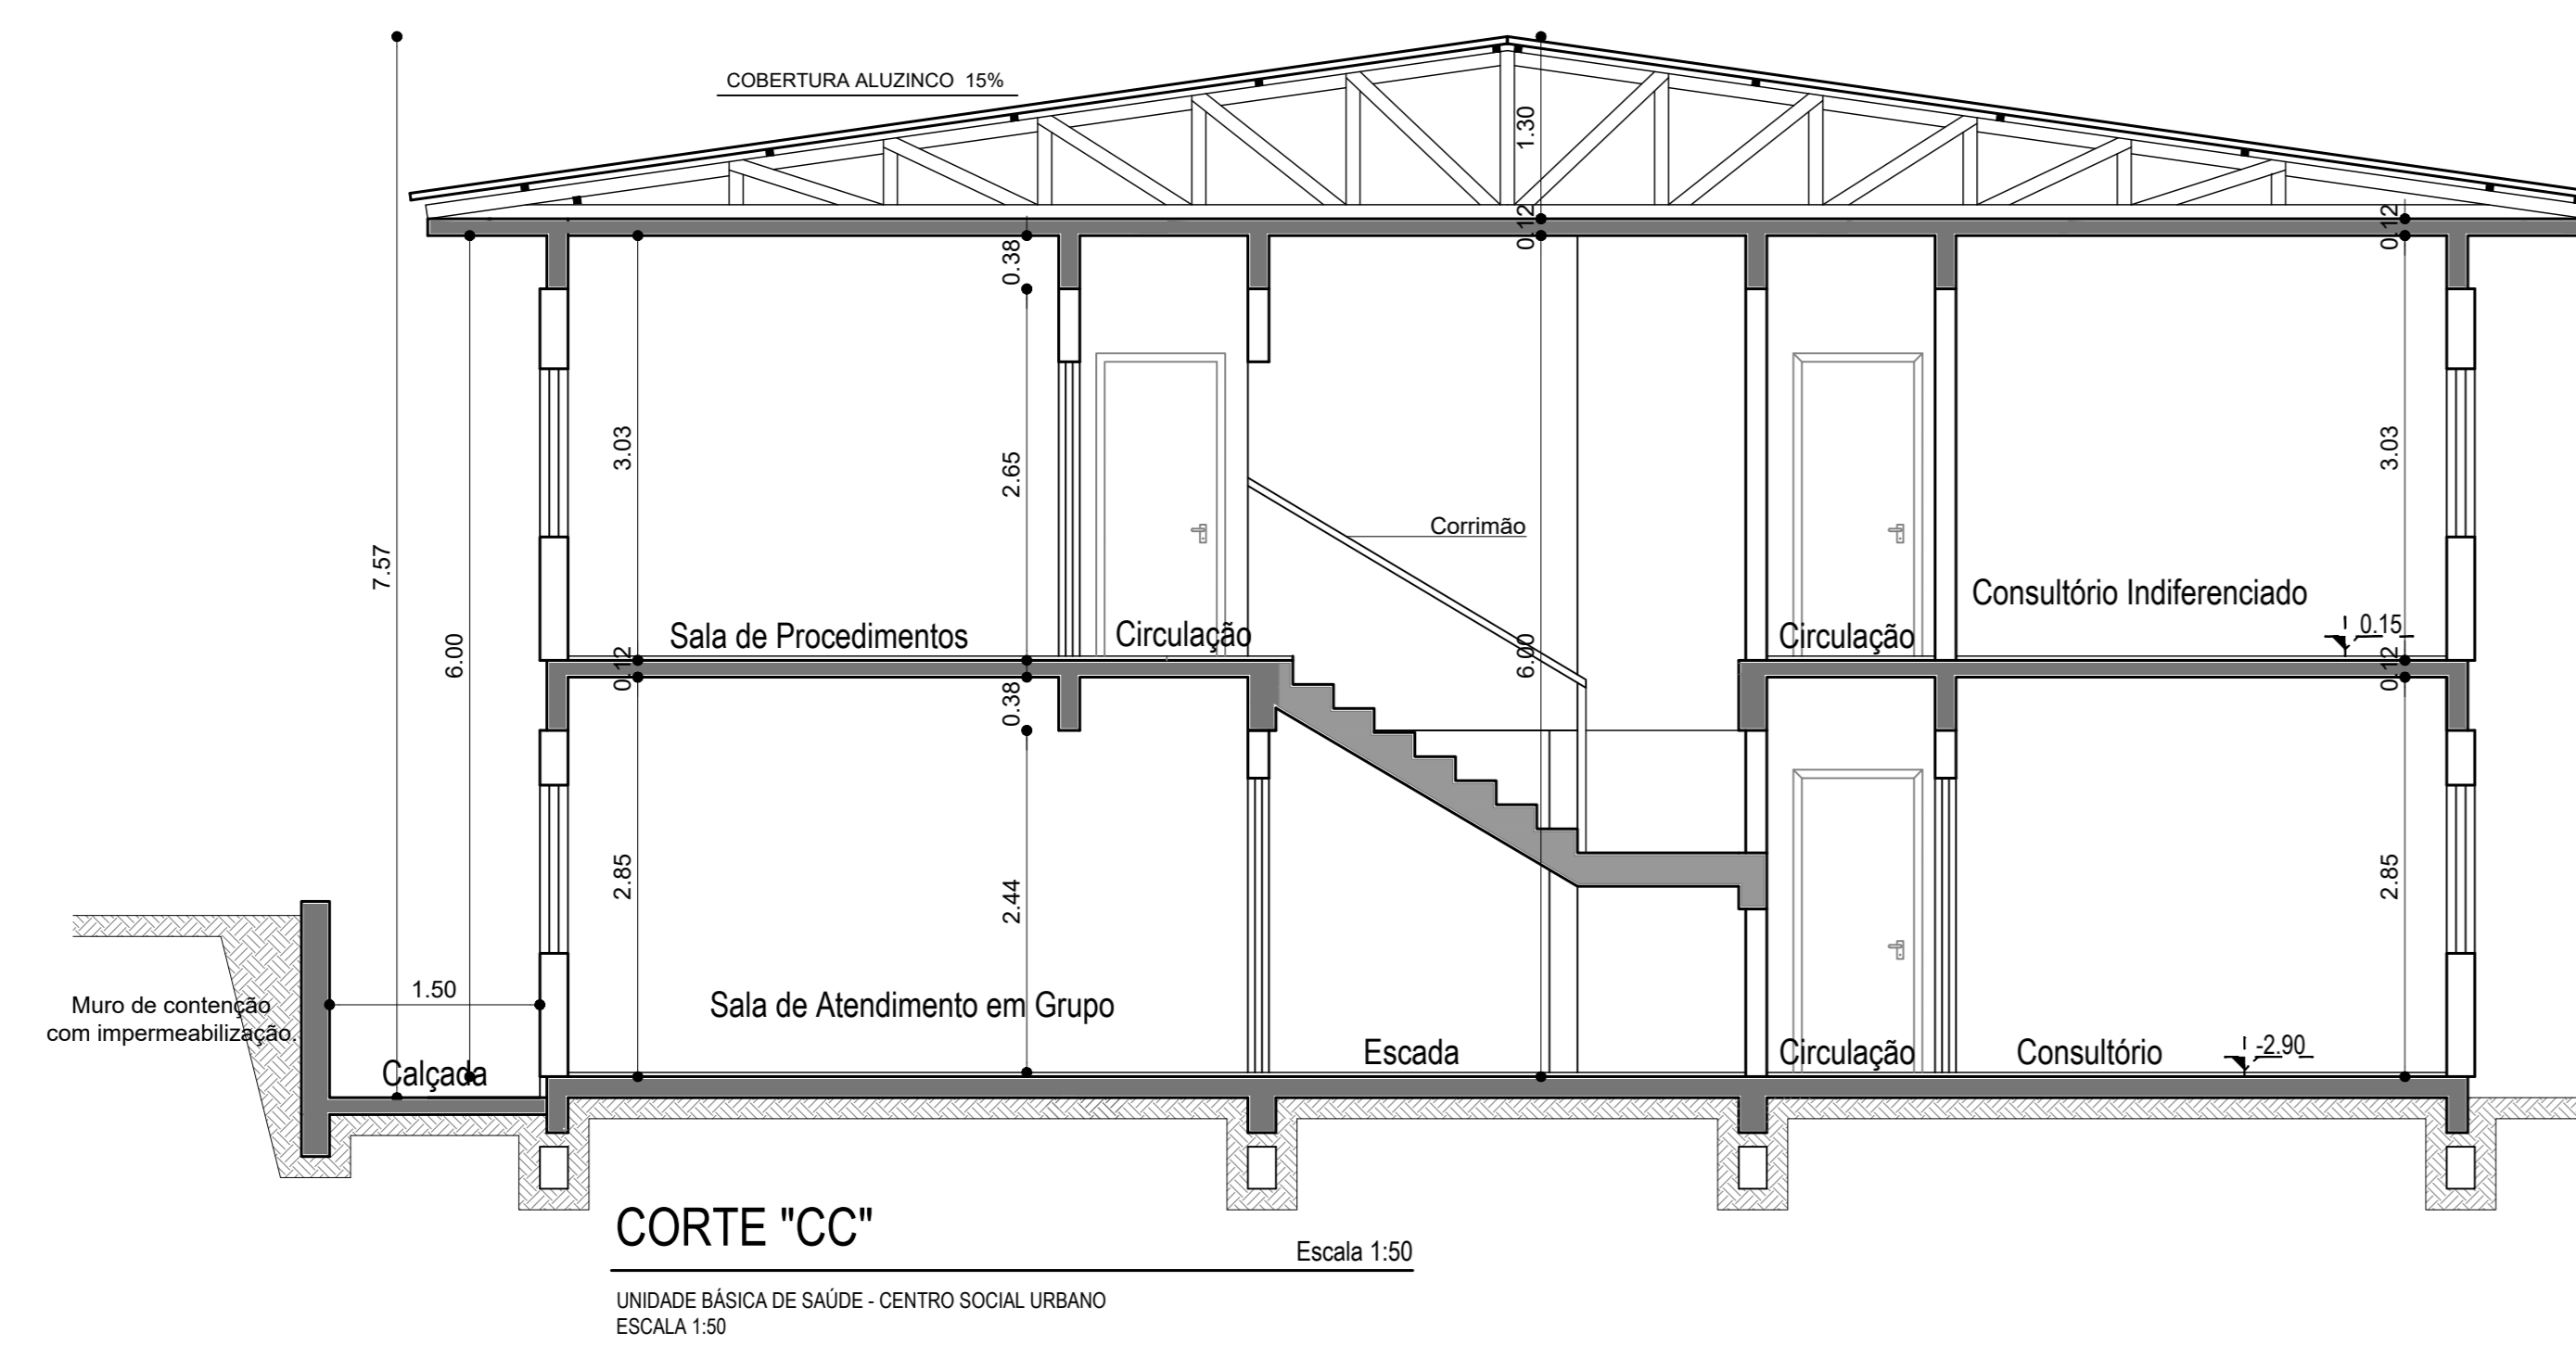 COBERTURA ALUZINCO 15%
1.30
0.12
0.12
0.38
3.03
2.65
3.03
7.57
Corrimão
Consultório Indiferenciado
0.15
Sala de Procedimentos
Circulação
Circulação
6.00
6.00
0.12
0.12
0.38
2.85
2.44
2.85
1.50
Muro de contenção
com impermeabilização.
Sala de Atendimento em Grupo
Calçada
Escada
Circulação
Consultório
-2.90
CORTE "CC"
Escala 1:50
UNIDADE BÁSICA DE SAÚDE - CENTRO SOCIAL URBANO
ESCALA 1:50